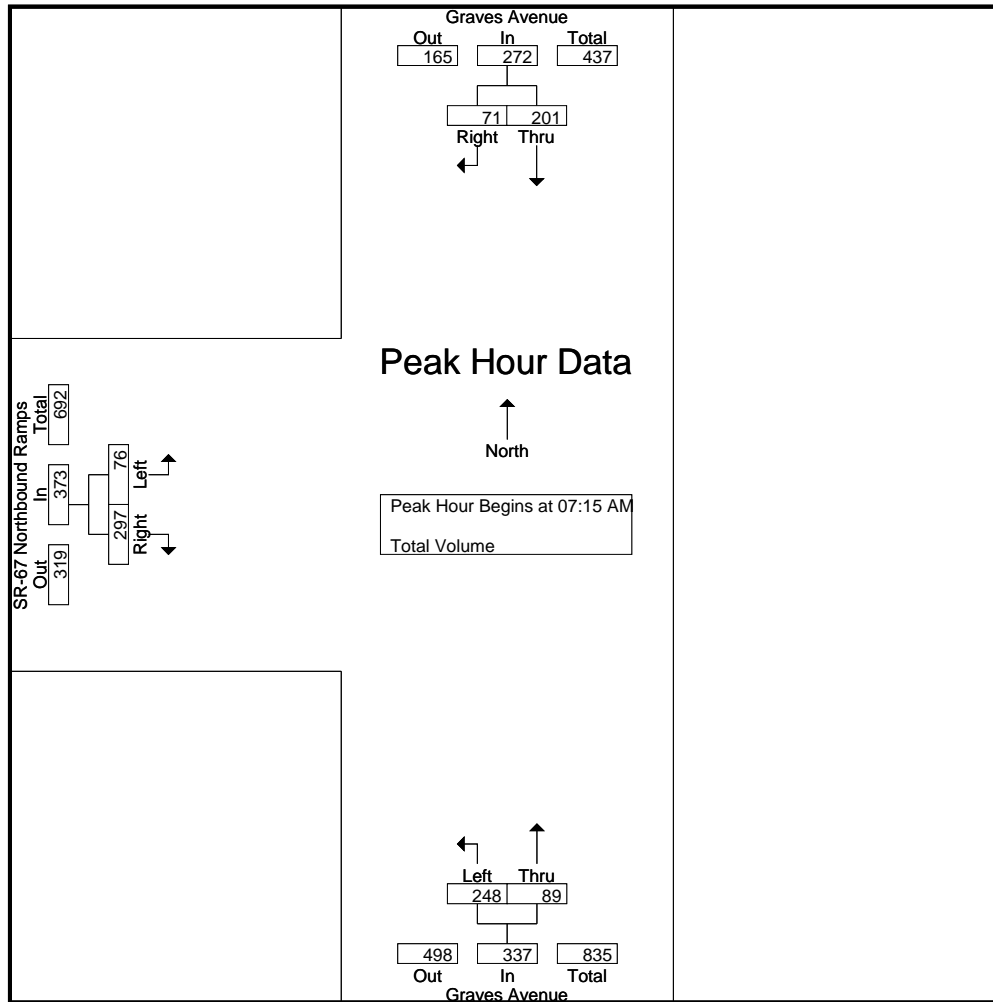 Graves Avenue
Out In Total
165 272 437
71 201
Right Thru
Peak Hour Data
North
Peak Hour Begins at 07:15 AM
Total Volume
SR-67 Northbound Ramps
Out In Total
319 373 692
297 76
Right Left
Left Thru
248 89
498 337 835
Out In Total
Graves Avenue